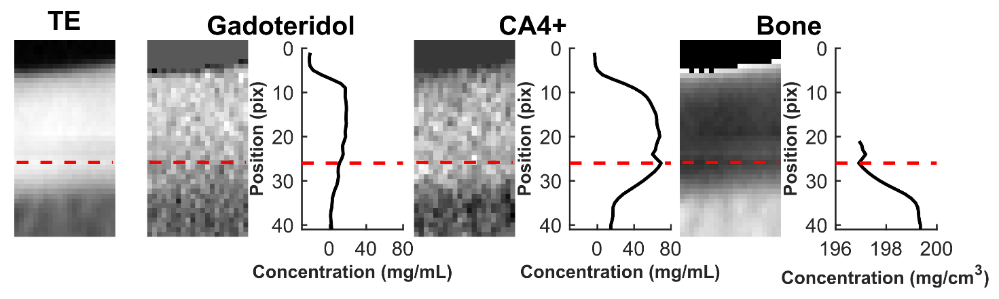 TE
Gadoteridol
CA4+
Bone
Position (pix)
0
10
20
30
40
0 40 80
Concentration (mg/mL)
Position (pix)
0
10
20
30
40
0 40 80
Concentration (mg/mL)
Position (pix)
0
10
20
30
40
196 198 200
Concentration (mg/cm³)